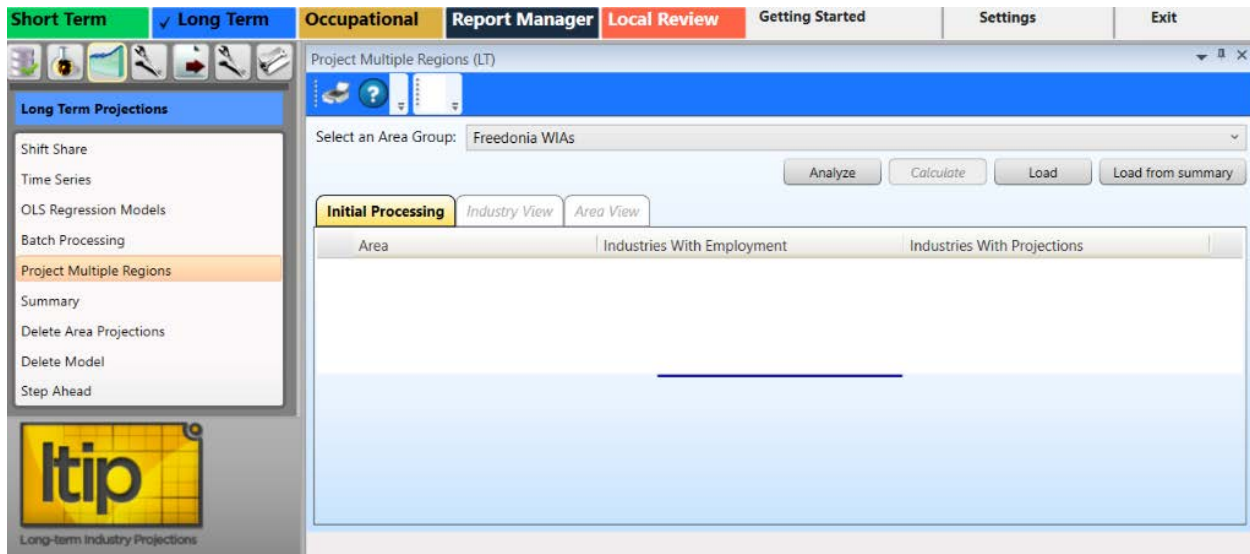 Short Term ✓ Long Term Occupational Report Manager Local Review Getting Started Settings Exit
Project Multiple Regions (LT)
Long Term Projections
Select an Area Group: Freedonia WIAs
Shift Share
Time Series
OLS Regression Models
Batch Processing
Project Multiple Regions
Summary
Delete Area Projections
Delete Model
Step Ahead
Analyze Calculate Load Load from summary
Initial Processing Industry View Area View
Area Industries With Employment Industries With Projections
ltip
Long-term Industry Projections